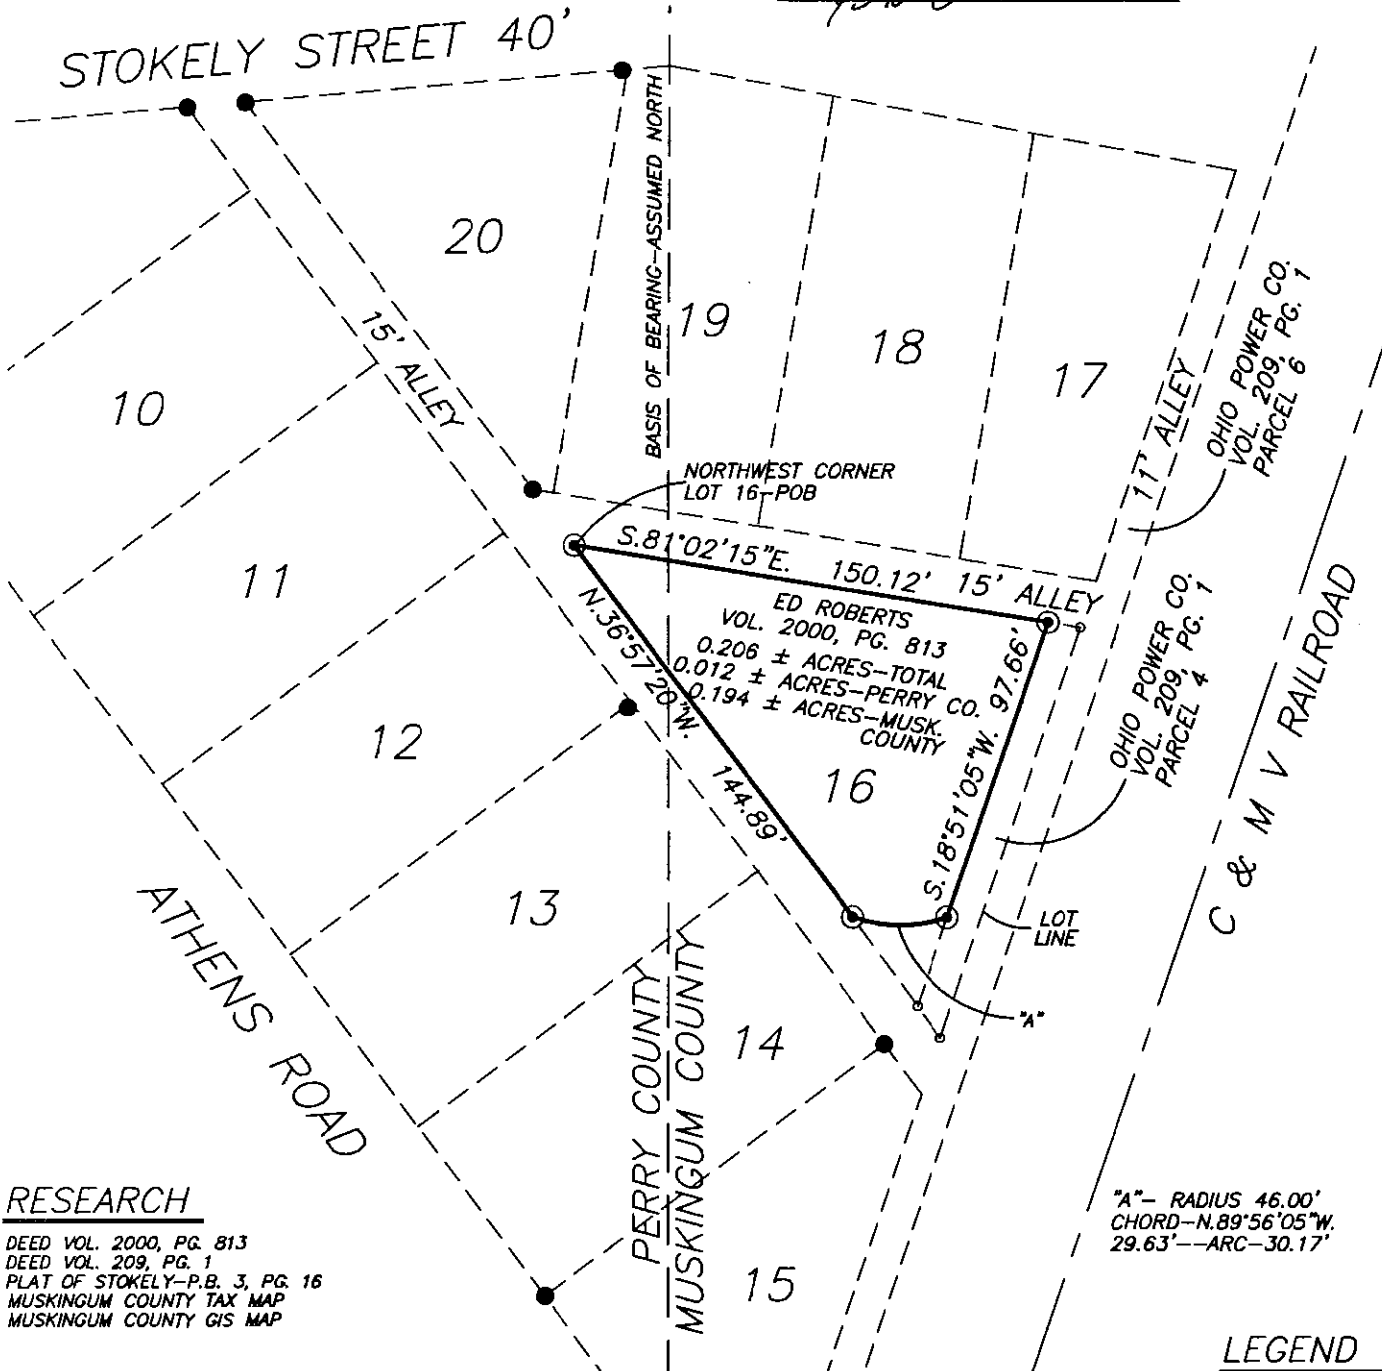 STOKELY STREET 40'
BASIS OF BEARING-ASSUMED NORTH
20
19
18
17
15' ALLEY
10
11
12
13
14
15
16
11' ALLEY
OHIO POWER CO.
VOL. 209, PG. 1
PARCEL 6
NORTHWEST CORNER
LOT 16-POB
S.81°02'15"E. 150.12'
15' ALLEY
ED ROBERTS
VOL. 2000, PG. 813
0.206 ± ACRES-TOTAL
0.012 ± ACRES-PERRY CO.
0.194 ± ACRES-MUSK.
COUNTY
N.36°57'20"W. 144.89'
S.18°51'05"W. 97.66'
OHIO POWER CO.
VOL. 209, PG. 1
PARCEL 4
C & M V RAILROAD
LOT
LINE
"A"
ATHENS ROAD
PERRY COUNTY
MUSKINGUM COUNTY
RESEARCH
DEED VOL. 2000, PG. 813
DEED VOL. 209, PG. 1
PLAT OF STOKELY-P.B. 3, PG. 16
MUSKINGUM COUNTY TAX MAP
MUSKINGUM COUNTY GIS MAP
"A"- RADIUS 46.00'
CHORD-N.89°56'05"W.
29.63'--ARC-30.17'
LEGEND